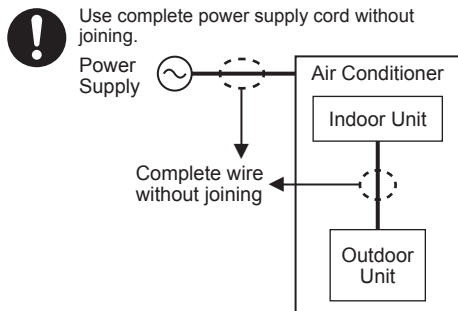 Use complete power supply cord without
joining.
Power
Supply
Air Conditioner
Indoor Unit
Complete wire
without joining
Outdoor
Unit